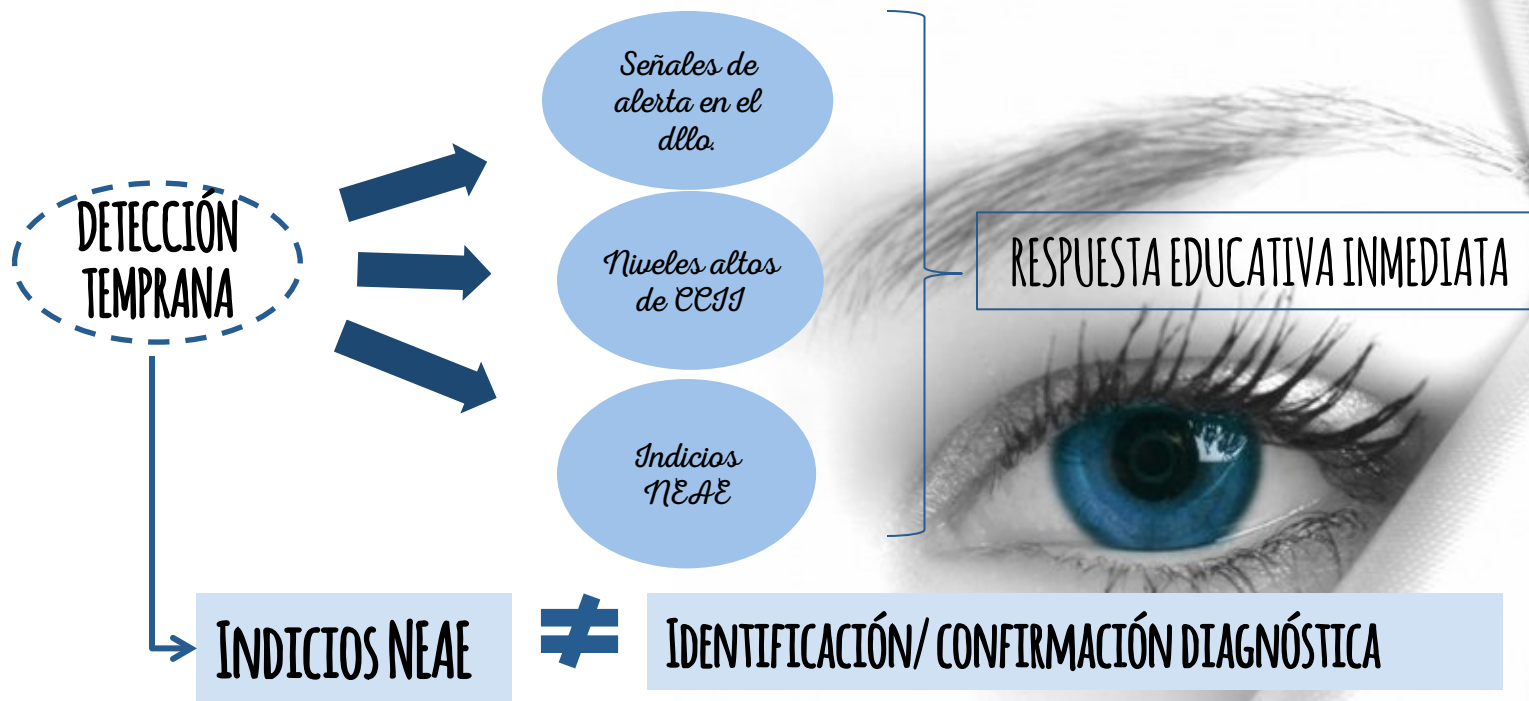 DETECCIÓN
TEMPRANA
Señales de
alerta en el
dllo.
Niveles altos
de CCII
Indicios
NEAE
RESPUESTA EDUCATIVA INMEDIATA
INDICIOS NEAE
≠
IDENTIFICACIÓN/ CONFIRMACIÓN DIAGNÓSTICA